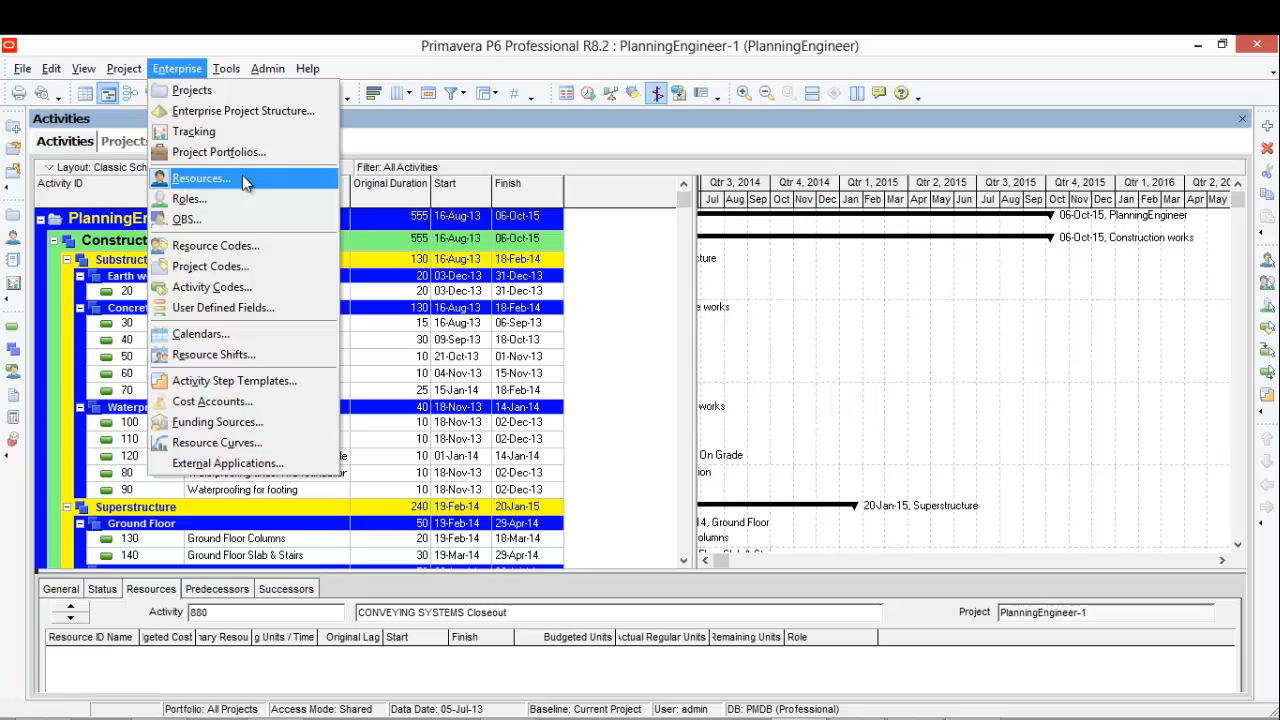 Primavera P6 Professional R8.2 : PlanningEngineer-1 (PlanningEngineer)
File Edit View Project Enterprise Tools Admin Help
Activities
Activities Projects
Layout: Classic Sch Filter: All Activities
Activity ID Original Duration Start Finish
Qtr 3, 2014 Qtr 4, 2014 Qtr 1, 2015 Qtr 2, 2015 Qtr 3, 2015 Qtr 4, 2015 Qtr 1, 2016 Qtr 2, 20
Jul Aug Sep Oct Nov Dec Jan Feb Mar Apr May Jun Jul Aug Sep Oct Nov Dec Jan Feb Mar Apr May
Projects
Enterprise Project Structure...
Tracking
Project Portfolios...
Resources...
Roles...
OBS...
Resource Codes...
Project Codes...
Activity Codes...
User Defined Fields...
Calendars...
Resource Shifts...
Activity Step Templates...
Cost Accounts...
Funding Sources...
Resource Curves...
External Applications...
PlanningEn 555 16-Aug-13 06-Oct-15
06-Oct-15, PlanningEngineer
Construct 555 16-Aug-13 06-Oct-15
06-Oct-15, Construction works
Substruc 130 16-Aug-13 18-Feb-14
cture
Earth w 20 03-Dec-13 31-Dec-13
20 20 03-Dec-13 31-Dec-13
Concre 130 16-Aug-13 18-Feb-14
e works
30 15 16-Aug-13 06-Sep-13
40 30 09-Sep-13 18-Oct-13
50 10 21-Oct-13 01-Nov-13
60 10 04-Nov-13 15-Nov-13
70 25 15-Jan-14 18-Feb-14
Waterp 40 18-Nov-13 14-Jan-14
works
100 10 18-Nov-13 02-Dec-13
110 10 18-Nov-13 02-Dec-13
120 10 01-Jan-14 14-Jan-14
On Grade
80 10 18-Nov-13 02-Dec-13
90 Waterproofing for footing 10 18-Nov-13 02-Dec-13
Superstructure 240 19-Feb-14 20-Jan-15
20-Jan-15, Superstructure
Ground Floor 50 19-Feb-14 29-Apr-14
14, Ground Floor
130 Ground Floor Columns 20 19-Feb-14 18-Mar-14
olumns
140 Ground Floor Slab & Stairs 30 19-Mar-14 29-Apr-14
General Status Resources Predecessors Successors
Activity 880 CONVEYING SYSTEMS Closeout Project PlanningEngineer-1
Resource ID Name geted Cost nary Resou g Units / Time Original Lag Start Finish Budgeted Units ctual Regular Units Remaining Units Role
Portfolio: All Projects Access Mode: Shared Data Date: 05-Jul-13 Baseline: Current Project User: admin DB: PMDB (Professional)